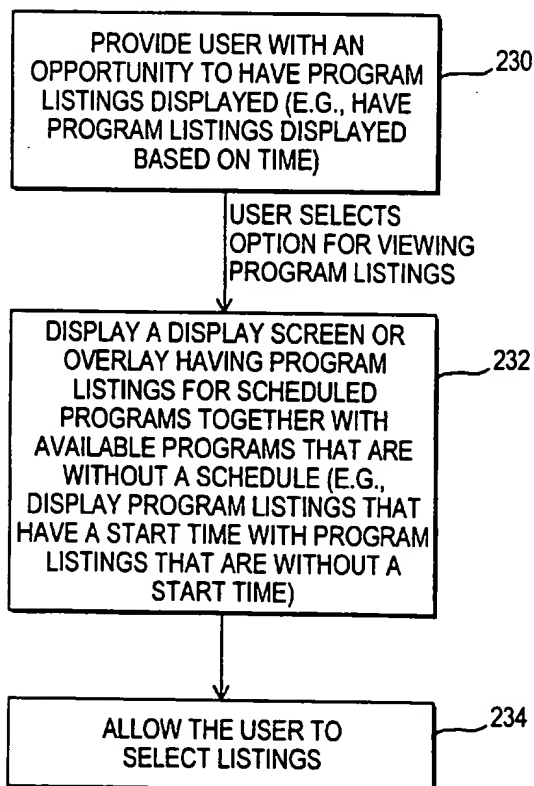 PROVIDE USER WITH AN
OPPORTUNITY TO HAVE PROGRAM
LISTINGS DISPLAYED (E.G., HAVE
PROGRAM LISTINGS DISPLAYED
BASED ON TIME)
230
USER SELECTS
OPTION FOR VIEWING
PROGRAM LISTINGS
DISPLAY A DISPLAY SCREEN OR
OVERLAY HAVING PROGRAM
LISTINGS FOR SCHEDULED
PROGRAMS TOGETHER WITH
AVAILABLE PROGRAMS THAT ARE
WITHOUT A SCHEDULE (E.G.,
DISPLAY PROGRAM LISTINGS THAT
HAVE A START TIME WITH PROGRAM
LISTINGS THAT ARE WITHOUT A
START TIME)
232
ALLOW THE USER TO
SELECT LISTINGS
234